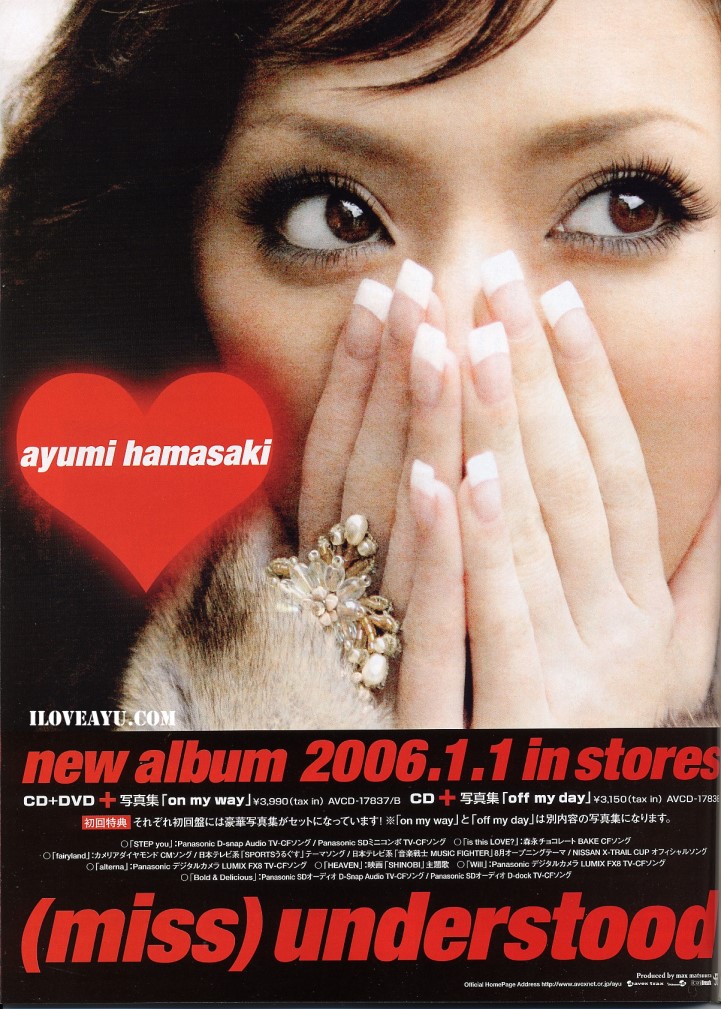 ayumi hamasaki
ILOVEAYU.COM
new album 2006.1.1 in stores
CD+DVD + 写真集「on my way」¥3,990(tax in) AVCD-17837/B CD + 写真集「off my day」¥3,150(tax in)
初回特典 それぞれ初回盤には豪華写真集がセットになっています! ※「on my way」と「off my day」は別内容の写真集になります。
○「STEP you」:Panasonic D-snap Audio TV-CFソング / Panasonic SDミニコンポ TV-CFソング ○「is this LOVE?」:森永チョコレート BAKE CFソング
○「fairyland」:カメリアダイヤモンド CMソング / 日本テレビ系「SPORTSうるぐす」テーマソング / 日本テレビ系「音楽戦士 MUSIC FIGHTER」8月オープニングテーマ / NISSAN X-TRAIL CUP オフィシャルソング
○「alterna」:Panasonic デジタルカメラ LUMIX FX8 TV-CFソング ○「HEAVEN」:映画「SHINOBI」主題歌 ○「Will」:Panasonic デジタルカメラ LUMIX FX8 TV-CFソング
○「Bold & Delicious」:Panasonic SDオーディオ D-snap Audio TV-CFソング / Panasonic SDオーディオ D-dock TV-CFソング
(miss) understood
Produced by max matsuura
Official HomePage Address http://www.avexnet.or.jp/ayu avex trax